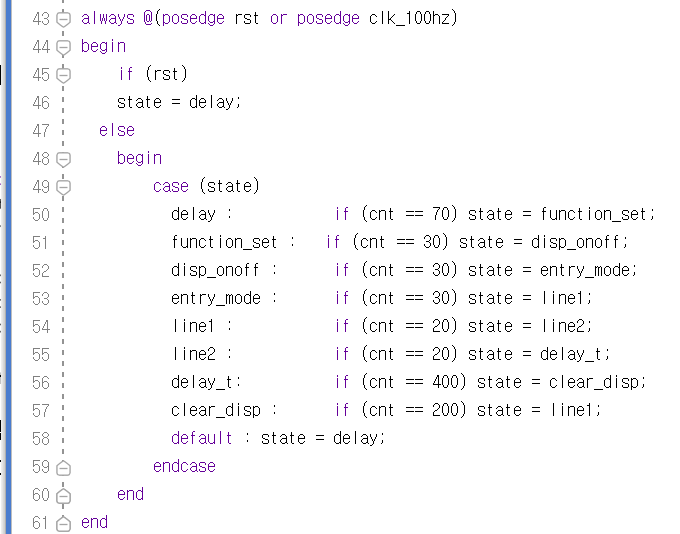 43 always @(posedge rst or posedge clk_100hz)
44 begin
45 if (rst)
46 state = delay;
47 else
48 begin
49 case (state)
50 delay : if (cnt == 70) state = function_set;
51 function_set : if (cnt == 30) state = disp_onoff;
52 disp_onoff : if (cnt == 30) state = entry_mode;
53 entry_mode : if (cnt == 30) state = line1;
54 line1 : if (cnt == 20) state = line2;
55 line2 : if (cnt == 20) state = delay_t;
56 delay_t: if (cnt == 400) state = clear_disp;
57 clear_disp : if (cnt == 200) state = line1;
58 default : state = delay;
59 endcase
60 end
61 end